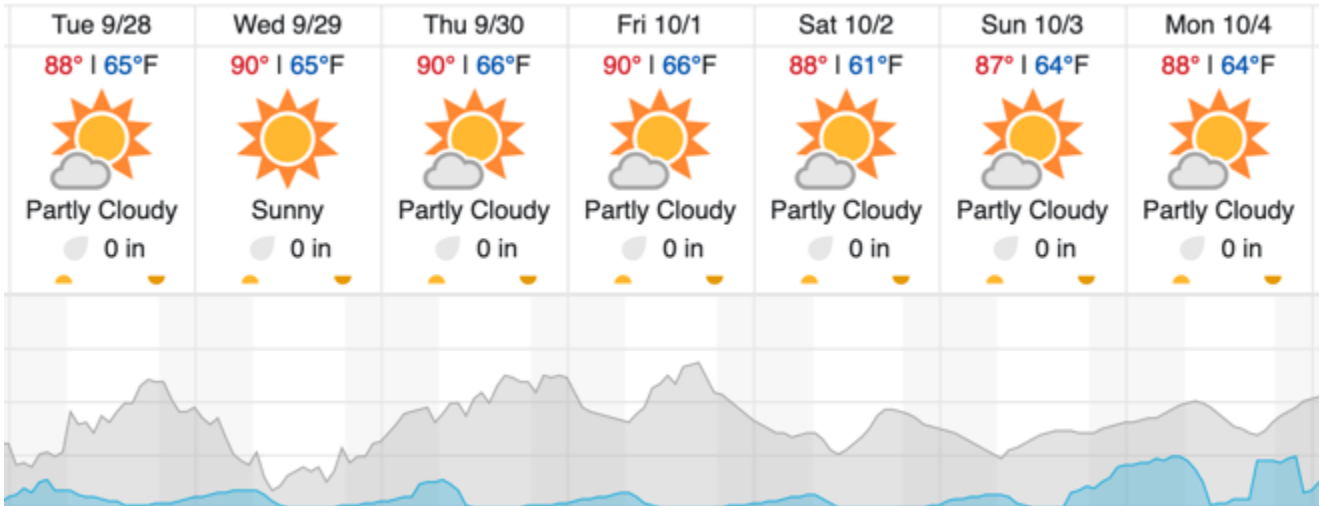 Tue 9/28 Wed 9/29 Thu 9/30 Fri 10/1 Sat 10/2 Sun 10/3 Mon 10/4
88° | 65°F 90° | 65°F 90° | 66°F 90° | 66°F 88° | 61°F 87° | 64°F 88° | 64°F
Partly Cloudy Sunny Partly Cloudy Partly Cloudy Partly Cloudy Partly Cloudy Partly Cloudy
0 in 0 in 0 in 0 in 0 in 0 in 0 in